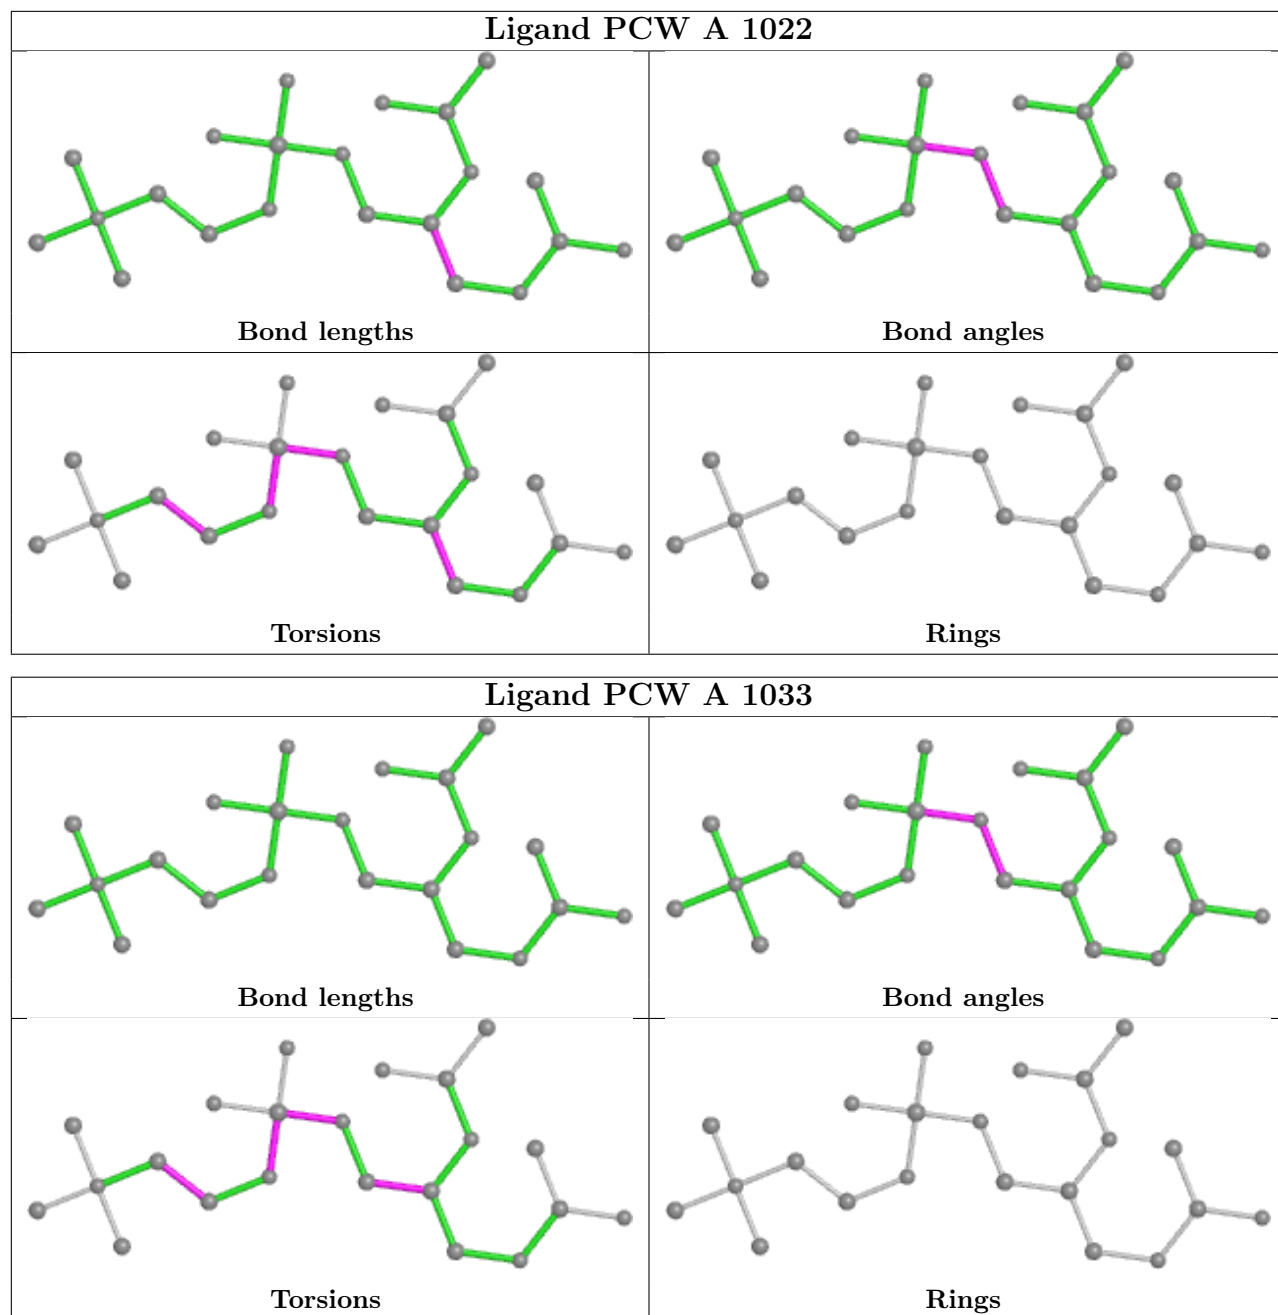 Ligand PCW A 1022
Bond lengths
Bond angles
Torsions
Rings
Ligand PCW A 1033
Bond lengths
Bond angles
Torsions
Rings